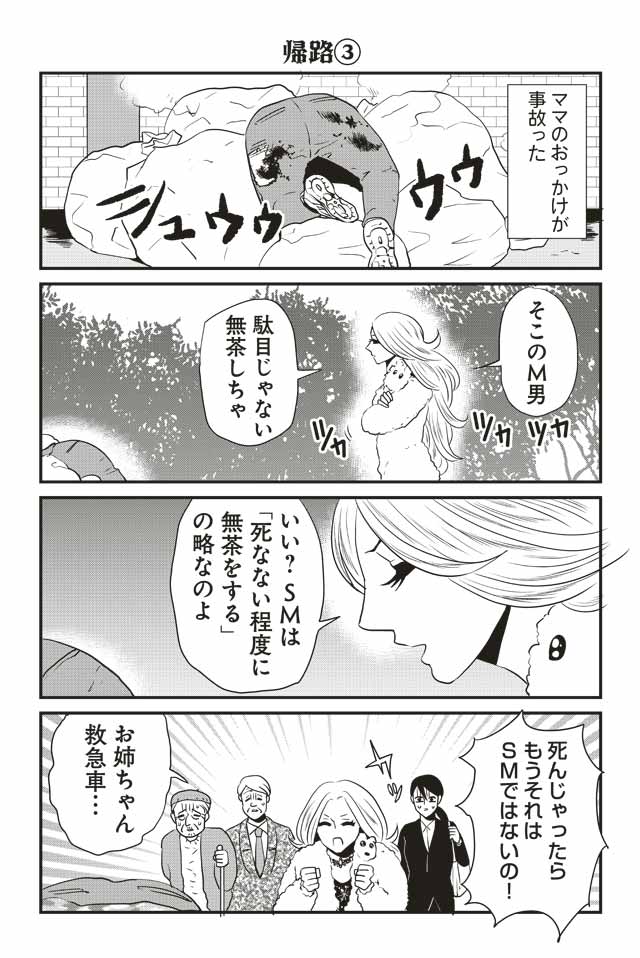 帰路③
ママのおっかけが
事故った
ウゥ
シュウゥゥ
そこのM男
駄目じゃない
無茶しちゃ
ツカ
ツカ
ツカ
いい？SMは
「死なない程度に
無茶をする」
の略なのよ
死んじゃったら
もうそれは
SMではないの！
お姉ちゃん
救急車…